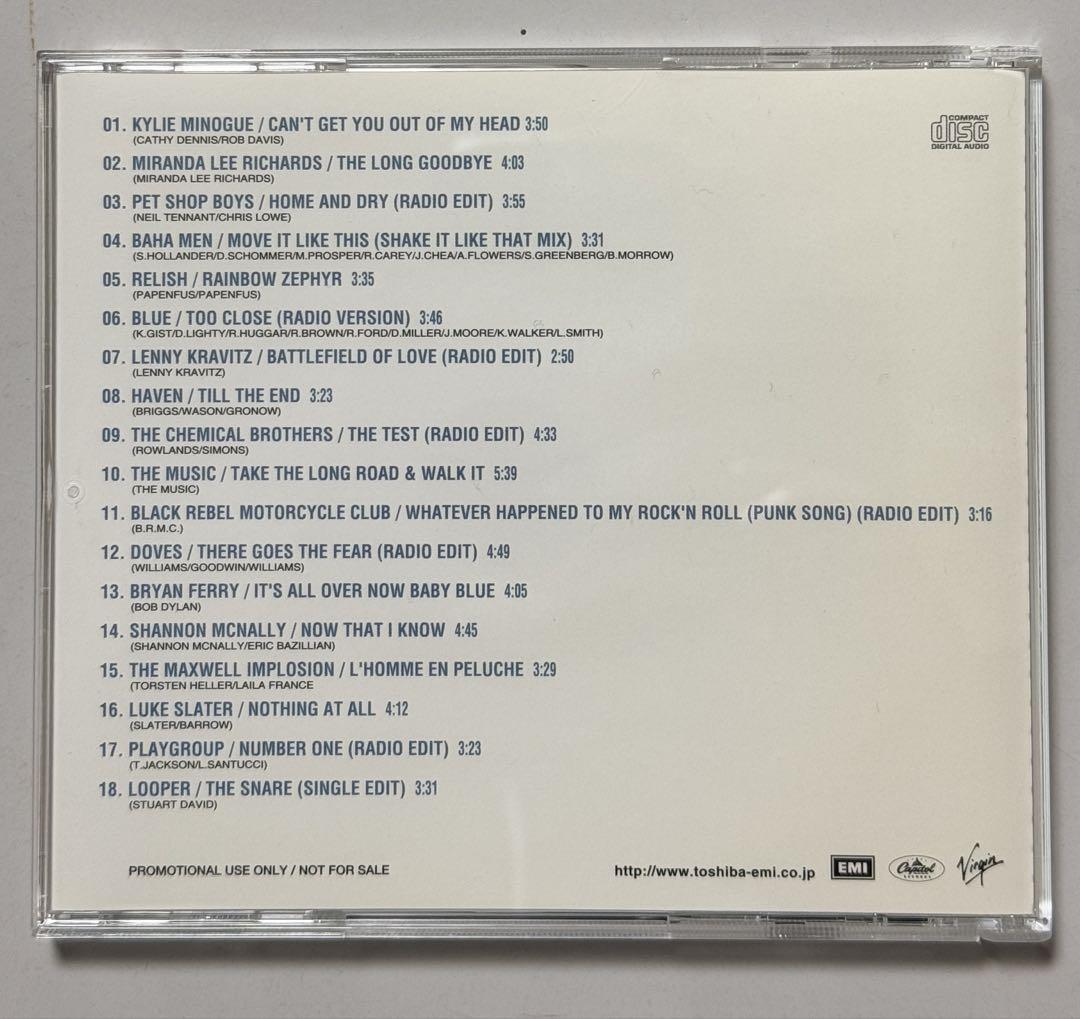 01. KYLIE MINOGUE / CAN'T GET YOU OUT OF MY HEAD 3:50
(CATHY DENNIS/ROB DAVIS)
COMPACT
disc
DIGITAL AUDIO
02. MIRANDA LEE RICHARDS / THE LONG GOODBYE 4:03
(MIRANDA LEE RICHARDS)
03. PET SHOP BOYS / HOME AND DRY (RADIO EDIT) 3:55
(NEIL TENNANT/CHRIS LOWE)
04. BAHA MEN / MOVE IT LIKE THIS (SHAKE IT LIKE THAT MIX) 3:31
(S.HOLLANDER/D.SCHOMMER/M.PROSPER/R.CAREY/J.CHEA/A.FLOWERS/S.GREENBERG/B.MORROW)
05. RELISH / RAINBOW ZEPHYR 3:35
(PAPENFUS/PAPENFUS)
06. BLUE / TOO CLOSE (RADIO VERSION) 3:46
(K.GIST/D.LIGHTY/R.HUGGAR/R.BROWN/R.FORD/D.MILLER/J.MOORE/K.WALKER/L.SMITH)
07. LENNY KRAVITZ / BATTLEFIELD OF LOVE (RADIO EDIT) 2:50
(LENNY KRAVITZ)
08. HAVEN / TILL THE END 3:23
(BRIGGS/WASON/GRONOW)
09. THE CHEMICAL BROTHERS / THE TEST (RADIO EDIT) 4:33
(ROWLANDS/SIMONS)
10. THE MUSIC / TAKE THE LONG ROAD & WALK IT 5:39
(THE MUSIC)
11. BLACK REBEL MOTORCYCLE CLUB / WHATEVER HAPPENED TO MY ROCK'N ROLL (PUNK SONG) (RADIO EDIT) 3:16
(B.R.M.C.)
12. DOVES / THERE GOES THE FEAR (RADIO EDIT) 4:49
(WILLIAMS/GOODWIN/WILLIAMS)
13. BRYAN FERRY / IT'S ALL OVER NOW BABY BLUE 4:05
(BOB DYLAN)
14. SHANNON MCNALLY / NOW THAT I KNOW 4:45
(SHANNON MCNALLY/ERIC BAZILLIAN)
15. THE MAXWELL IMPLOSION / L'HOMME EN PELUCHE 3:29
(TORSTEN HELLER/LAILA FRANCE
16. LUKE SLATER / NOTHING AT ALL 4:12
(SLATER/BARROW)
17. PLAYGROUP / NUMBER ONE (RADIO EDIT) 3:23
(T.JACKSON/L.SANTUCCI)
18. LOOPER / THE SNARE (SINGLE EDIT) 3:31
(STUART DAVID)
PROMOTIONAL USE ONLY / NOT FOR SALE
http://www.toshiba-emi.co.jp
EMI
Capitol
RECORDS
Virgin